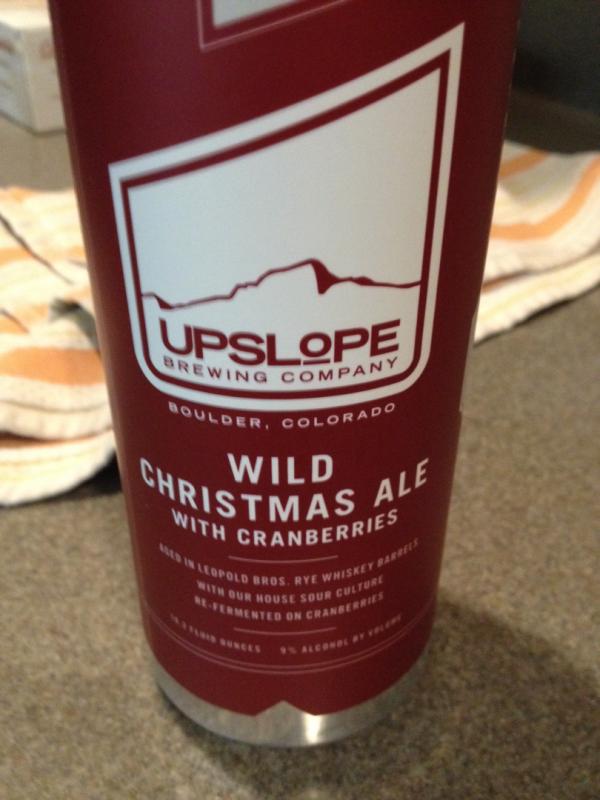 UPSLOPE
BREWING COMPANY
BOULDER, COLORADO
WILD
CHRISTMAS ALE
WITH CRANBERRIES
AGED IN LEOPOLD BROS. RYE WHISKEY BARRELS
WITH OUR HOUSE SOUR CULTURE
RE-FERMENTED ON CRANBERRIES
FLUID OUNCES 9% ALCOHOL BY VOLUME